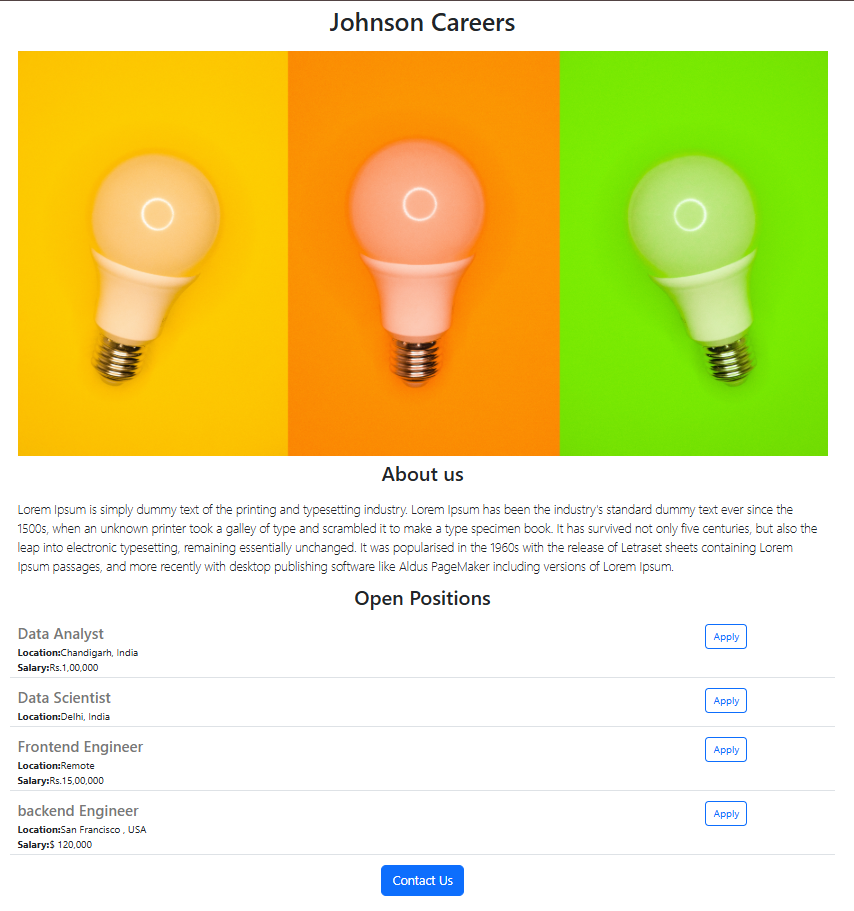 Johnson Careers
About us
Lorem Ipsum is simply dummy text of the printing and typesetting industry. Lorem Ipsum has been the industry's standard dummy text ever since the
1500s, when an unknown printer took a galley of type and scrambled it to make a type specimen book. It has survived not only five centuries, but also the
leap into electronic typesetting, remaining essentially unchanged. It was popularised in the 1960s with the release of Letraset sheets containing Lorem
Ipsum passages, and more recently with desktop publishing software like Aldus PageMaker including versions of Lorem Ipsum.
Open Positions
Data Analyst
Apply
Location:Chandigarh, India
Salary:Rs.1,00,000
Data Scientist
Apply
Location:Delhi, India
Frontend Engineer
Apply
Location:Remote
Salary:Rs.15,00,000
backend Engineer
Apply
Location:San Francisco , USA
Salary:$ 120,000
Contact Us